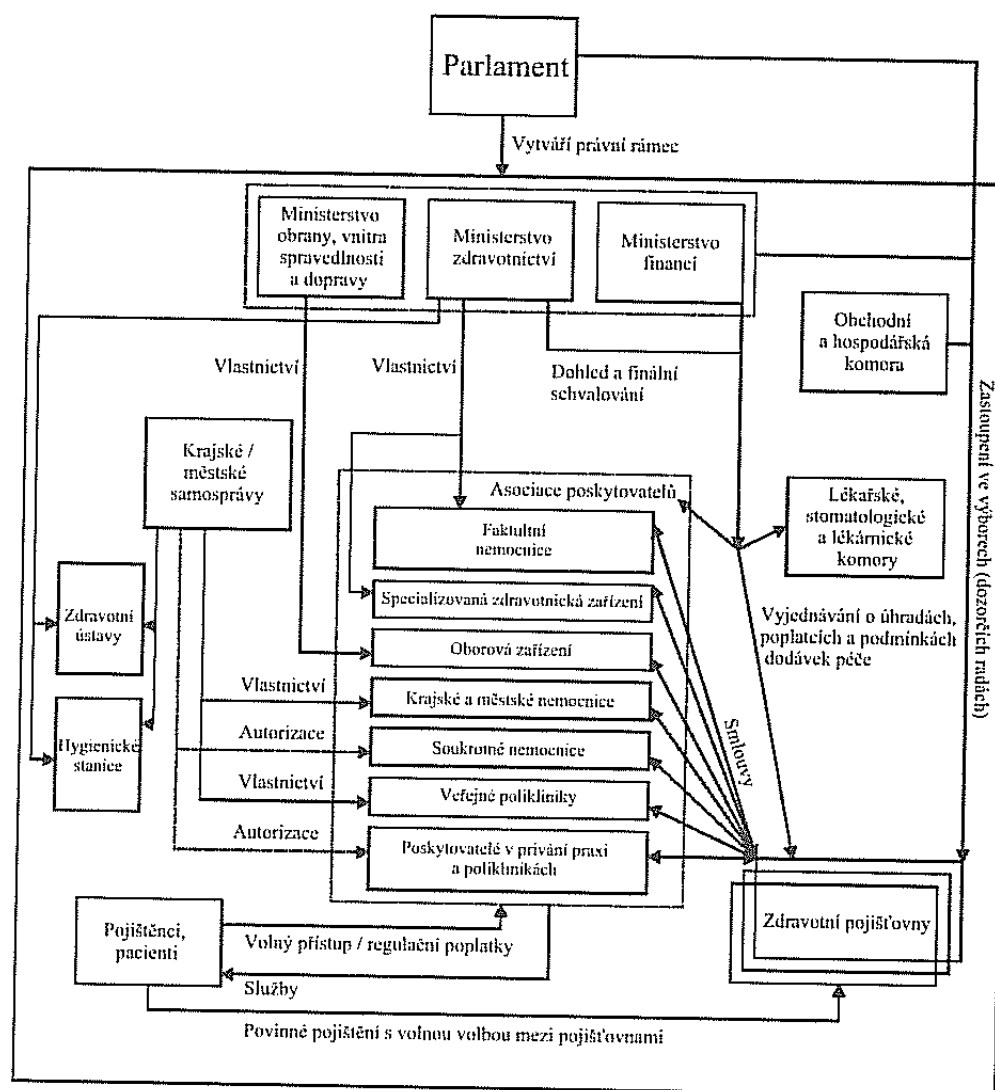 Parlament
Vytváří právní rámec
Ministerstvo
obrany, vnitra
spravedlnosti
a dopravy
Ministerstvo
zdravotnictví
Ministerstvo
financí
Obchodní
a hospodářská
komora
Vlastnictví
Vlastnictví
Dohled a finální
schvalování
Zastoupení ve výborech (dozorčích radách)
Krajské /
městské
samosprávy
Asociace poskytovatelů
Lékařské,
stomatologické
a lékárnické
komory
Fakultní
nemocnice
Specializovaná zdravotnická zařízení
Zdravotní
ústavy
Vyjednávání o úhradách,
poplatcích a podmínkách
dodávek péče
Oborová zařízení
Vlastnictví
Krajské a městské nemocnice
Smlouvy
Autorizace
Soukromé nemocnice
Hygienické
stanice
Vlastnictví
Veřejné polikliniky
Autorizace
Poskytovatelé v privání praxi
a poliklinikách
Zdravotní pojišťovny
Pojištěnci,
pacienti
Volný přístup / regulační poplatky
Služby
Povinné pojištění s volnou volbou mezi pojišťovnami